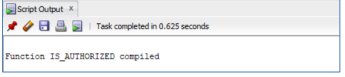 Script Output
Task completed in 0.625 seconds
Function IS_AUTHORIZED compiled